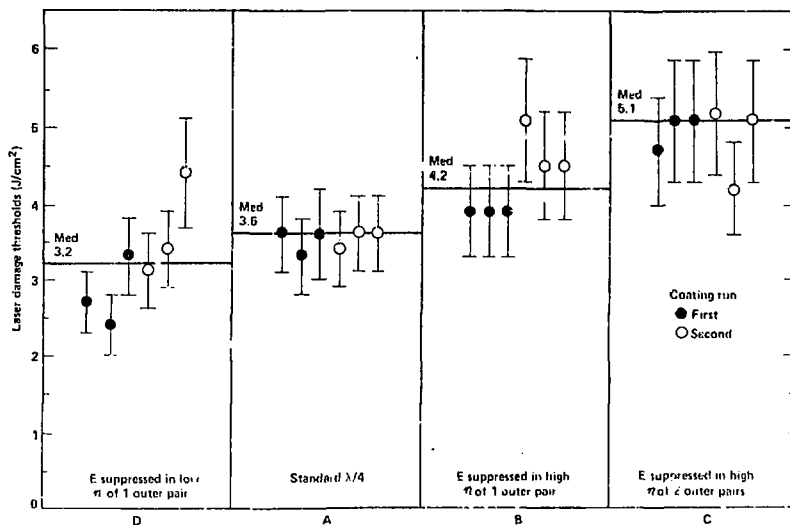 Laser damage thresholds (J/cm²)
6
5
4
3
2
1
0
Med
3.2
Med
3.6
Med
4.2
Med
5.1
Coating run
First
Second
E suppressed in low
η of 1 outer pair
Standard λ/4
E suppressed in high
η of 1 outer pair
E suppressed in high
η of 2 outer pairs
D
A
B
C